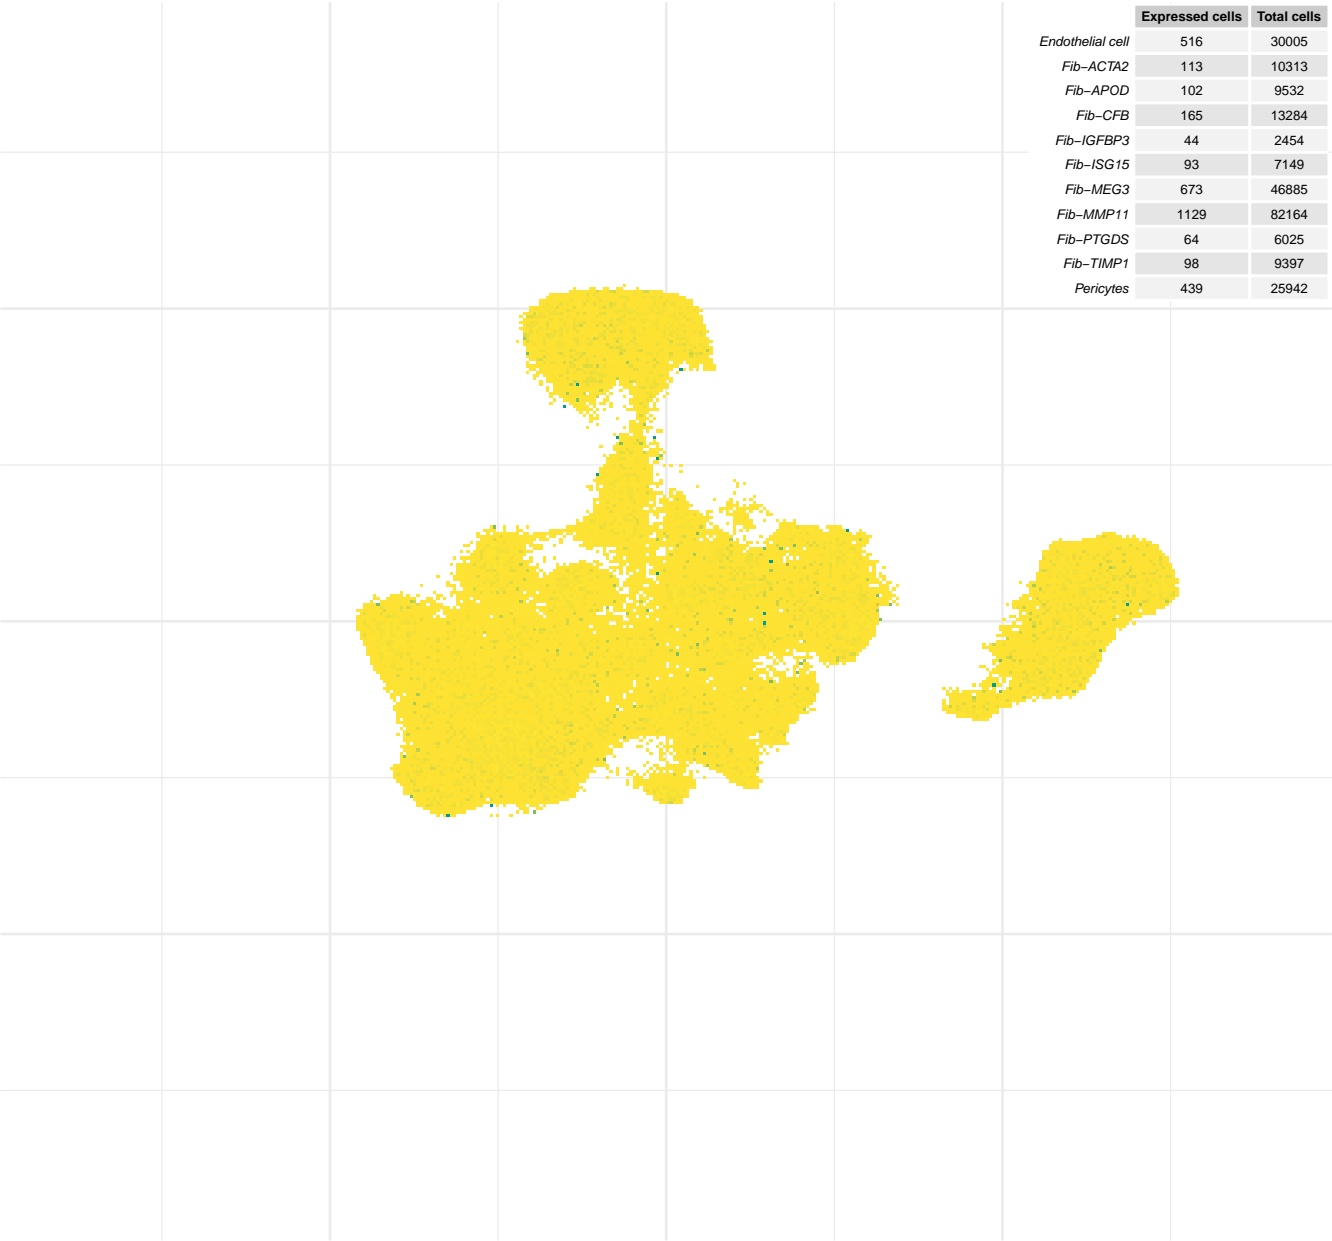 Expressed cells Total cells
Endothelial cell 516 30005
Fib−ACTA2 113 10313
Fib−APOD 102 9532
Fib−CFB 165 13284
Fib−IGFBP3 44 2454
Fib−ISG15 93 7149
Fib−MEG3 673 46885
Fib−MMP11 1129 82164
Fib−PTGDS 64 6025
Fib−TIMP1 98 9397
Pericytes 439 25942